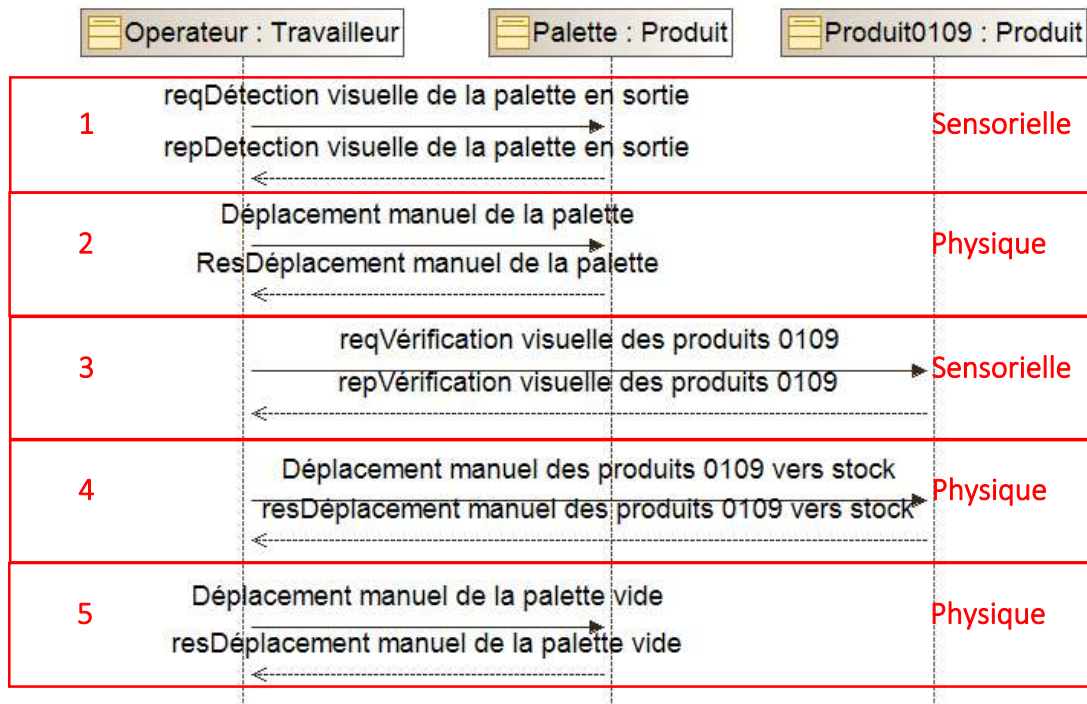 Operateur : Travailleur
Palette : Produit
Produit0109 : Produit
reqDétection visuelle de la palette en sortie
1
Sensorielle
repDetection visuelle de la palette en sortie
Déplacement manuel de la palette
2
Physique
ResDéplacement manuel de la palette
reqVérification visuelle des produits 0109
3
Sensorielle
repVérification visuelle des produits 0109
Déplacement manuel des produits 0109 vers stock
4
Physique
resDéplacement manuel des produits 0109 vers stock
Déplacement manuel de la palette vide
5
Physique
resDéplacement manuel de la palette vide